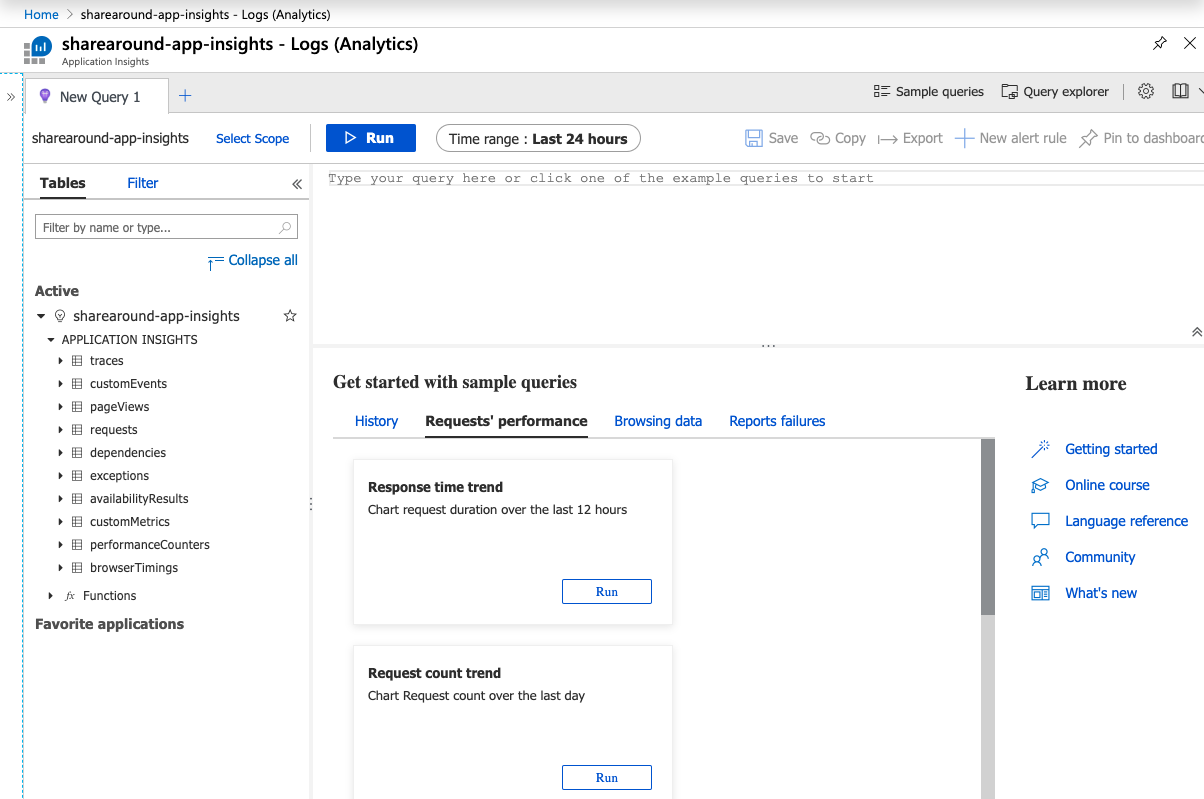 Home > sharearound-app-insights - Logs (Analytics)
sharearound-app-insights - Logs (Analytics)
Application Insights
New Query 1
Sample queries
Query explorer
sharearound-app-insights
Select Scope
Run
Time range : Last 24 hours
Save
Copy
Export
New alert rule
Pin to dashboard
Tables
Filter
Filter by name or type...
Collapse all
Active
sharearound-app-insights
APPLICATION INSIGHTS
traces
customEvents
pageViews
requests
dependencies
exceptions
availabilityResults
customMetrics
performanceCounters
browserTimings
fx Functions
Favorite applications
Type your query here or click one of the example queries to start
...
Get started with sample queries
History
Requests' performance
Browsing data
Reports failures
Response time trend
Chart request duration over the last 12 hours
Run
Request count trend
Chart Request count over the last day
Run
Learn more
Getting started
Online course
Language reference
Community
What's new